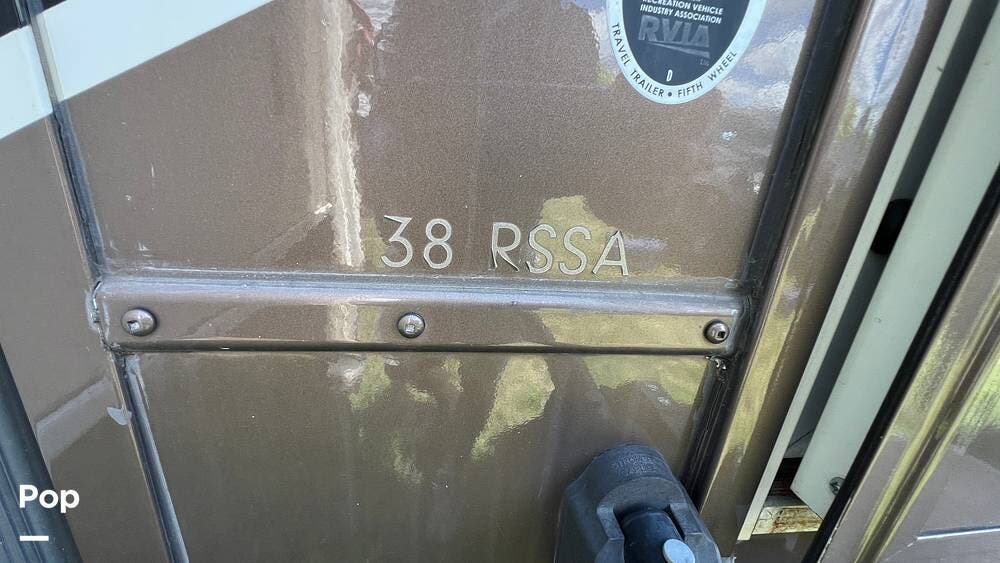 RECREATION VEHICLE
INDUSTRY ASSOCIATION
RVIA
D
TRAVEL TRAILER • FIFTH WHEEL
38 RSSA
Pop